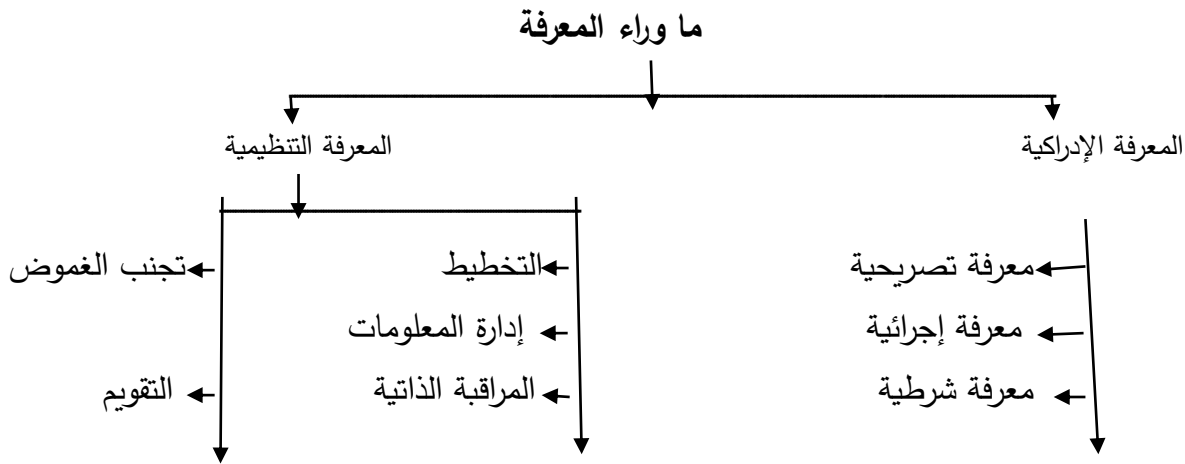 ما وراء المعرفة
المعرفة الإدراكية
المعرفة التنظيمية
معرفة تصريحية
معرفة إجرائية
معرفة شرطية
التخطيط
إدارة المعلومات
المراقبة الذاتية
تجنب الغموض
التقويم